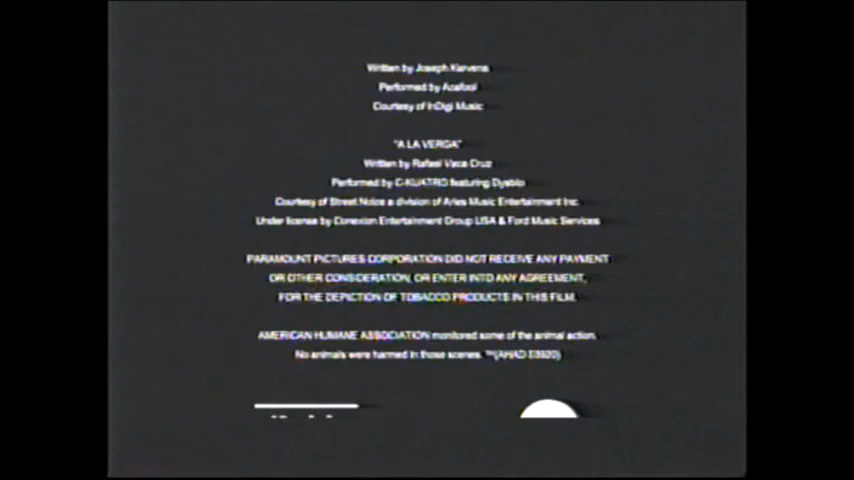 Written by Joseph Karvens
Performed by Azafool
Courtesy of InDigi Music
"A LA VERGA"
Written by Rafael Vaca Cruz
Performed by C-KUATRO featuring Dyablo
Courtesy of Street Noize a division of Aries Music Entertainment Inc.
Under license by Conexion Entertainment Group USA & Ford Music Services
PARAMOUNT PICTURES CORPORATION DID NOT RECEIVE ANY PAYMENT
OR OTHER CONSIDERATION, OR ENTER INTO ANY AGREEMENT,
FOR THE DEPICTION OF TOBACCO PRODUCTS IN THIS FILM.
AMERICAN HUMANE ASSOCIATION monitored some of the animal action.
No animals were harmed in those scenes. ™(AHAD